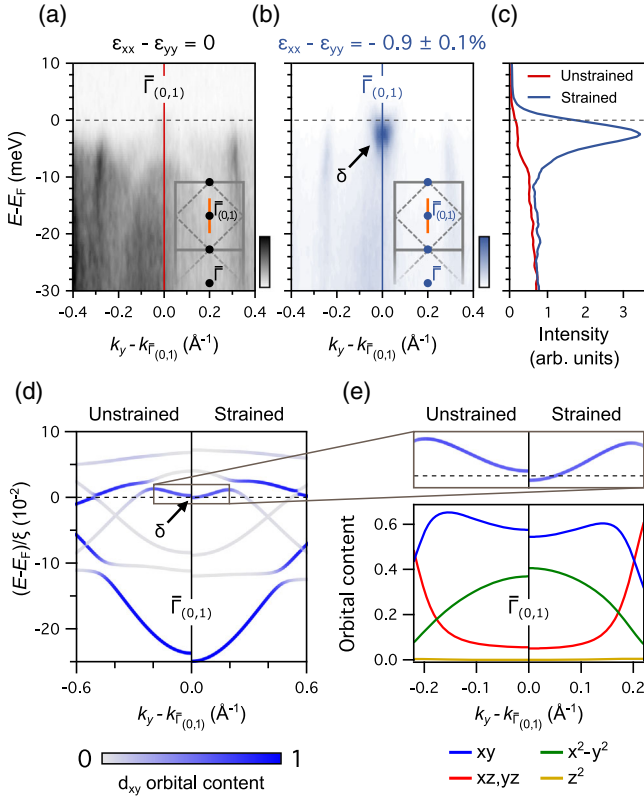 (a)
(b)
(c)
εxx - εyy = 0
εxx - εyy = - 0.9 ± 0.1%
Γ̅(0,1)
Γ̅(0,1)
Unstrained
Strained
δ
Γ̅(0,1)
Γ̅
Γ̅(0,1)
Γ̅
E-EF (meV)
10
0
-10
-20
-30
-0.4 -0.2 0.0 0.2 0.4
-0.4 -0.2 0.0 0.2 0.4
0 1 2 3
ky - kΓ̅(0,1) (Å⁻¹)
ky - kΓ̅(0,1) (Å⁻¹)
Intensity
(arb. units)
(d)
(e)
Unstrained Strained
Unstrained Strained
(E-EF)/ξ (10⁻²)
10
0
-10
-20
δ
Γ̅(0,1)
-0.6 0.0 0.6
ky - kΓ̅(0,1) (Å⁻¹)
Orbital content
0.6
0.4
0.2
0.0
Γ̅(0,1)
-0.2 -0.1 0.0 0.1 0.2
ky - kΓ̅(0,1) (Å⁻¹)
0 1
dxy orbital content
xy
x²-y²
xz,yz
z²